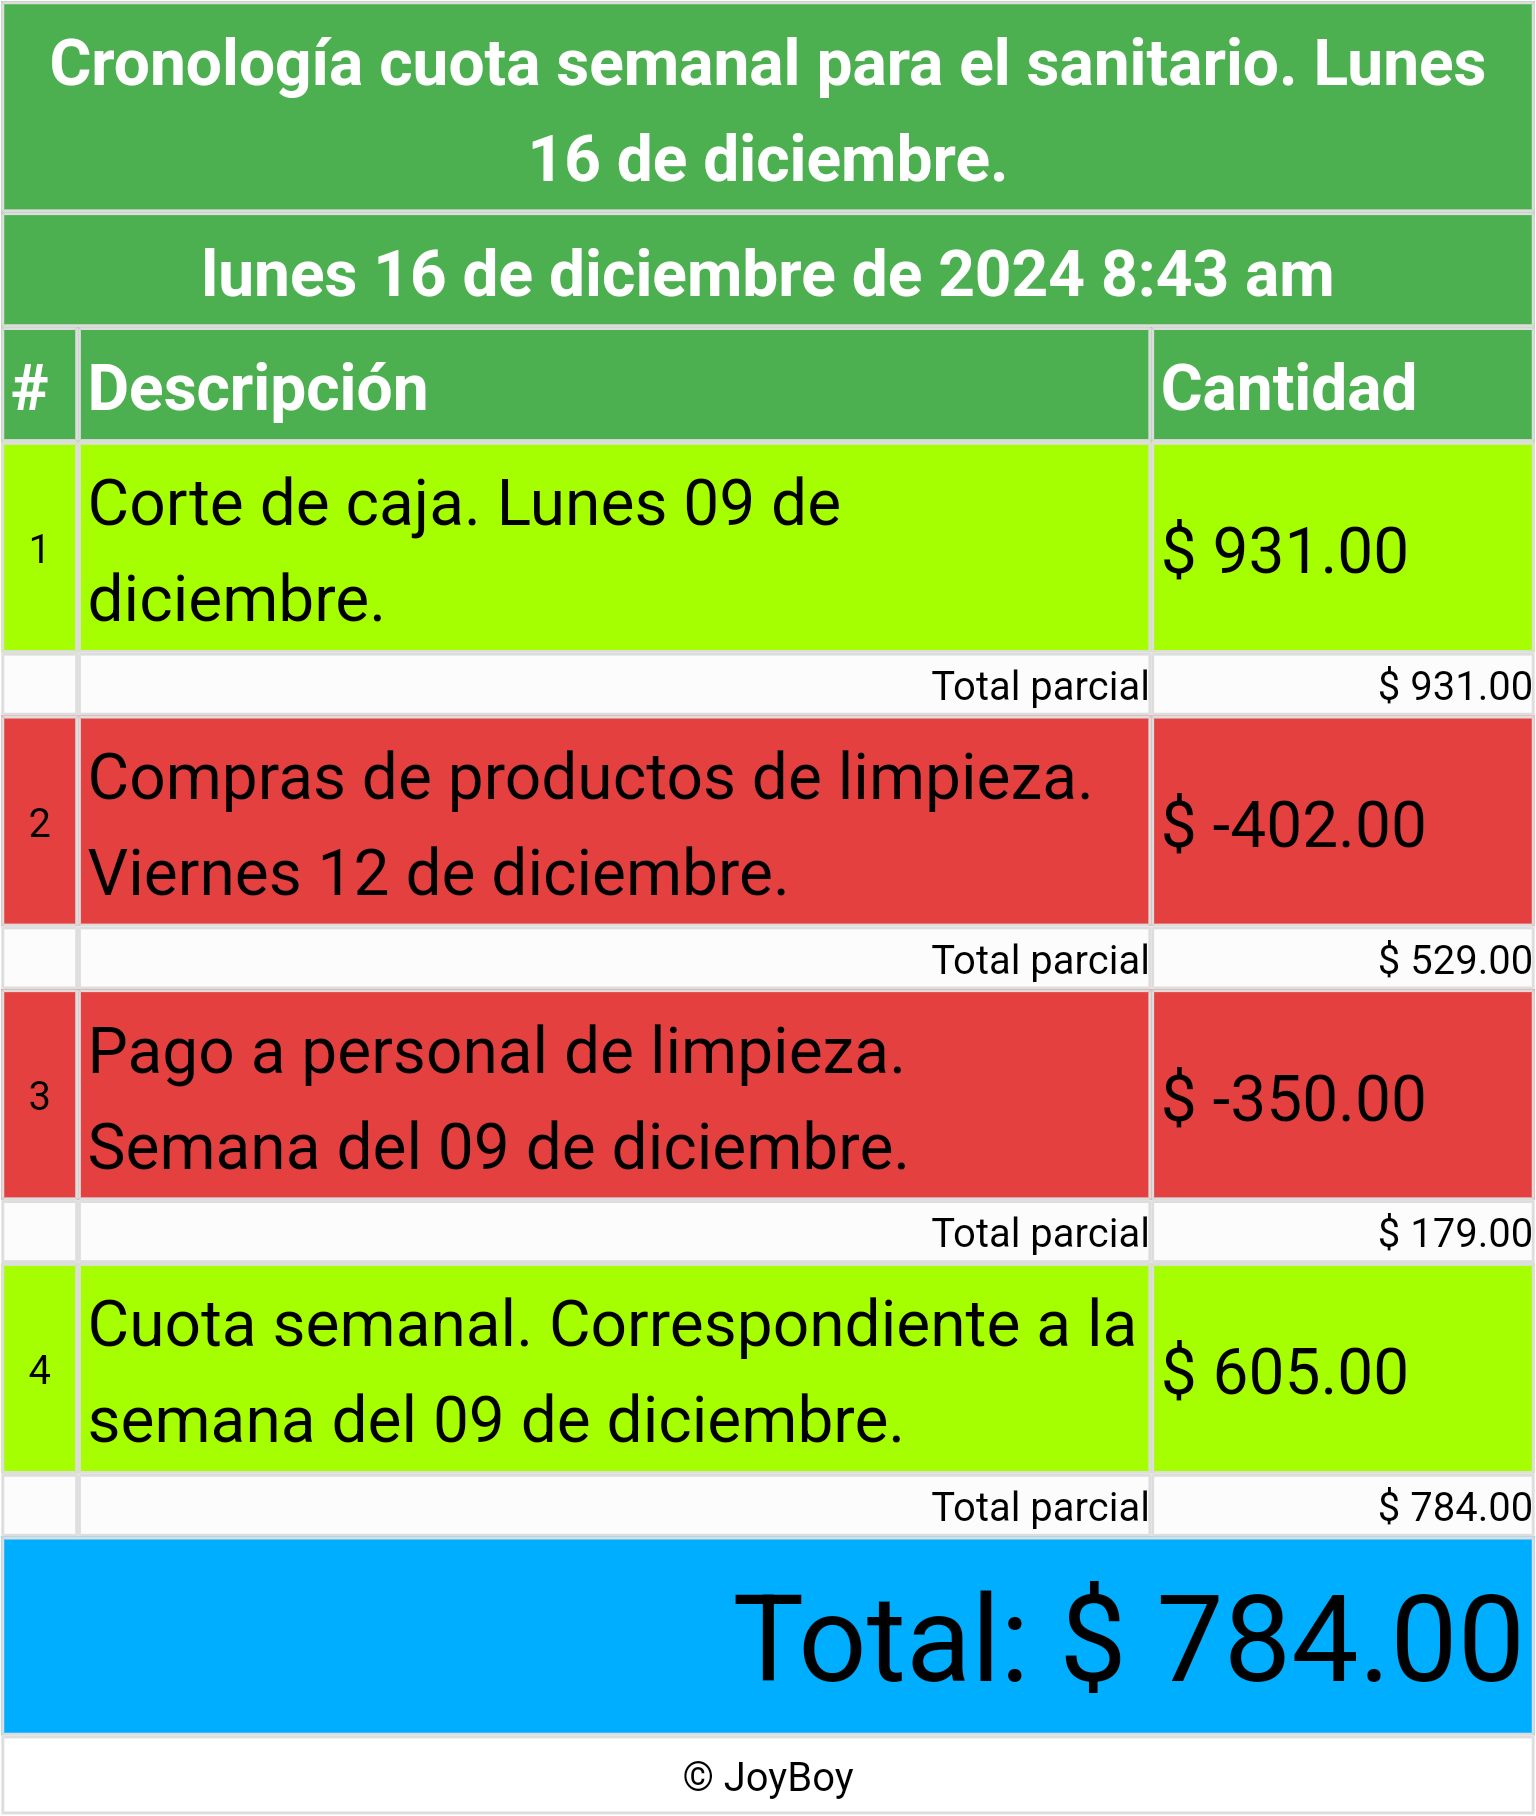 Cronología cuota semanal para el sanitario. Lunes
16 de diciembre.
lunes 16 de diciembre de 2024 8:43 am
# Descripción Cantidad
1 Corte de caja. Lunes 09 de
diciembre. $ 931.00
Total parcial $ 931.00
2 Compras de productos de limpieza.
Viernes 12 de diciembre. $ -402.00
Total parcial $ 529.00
3 Pago a personal de limpieza.
Semana del 09 de diciembre. $ -350.00
Total parcial $ 179.00
4 Cuota semanal. Correspondiente a la
semana del 09 de diciembre. $ 605.00
Total parcial $ 784.00
Total: $ 784.00
© JoyBoy